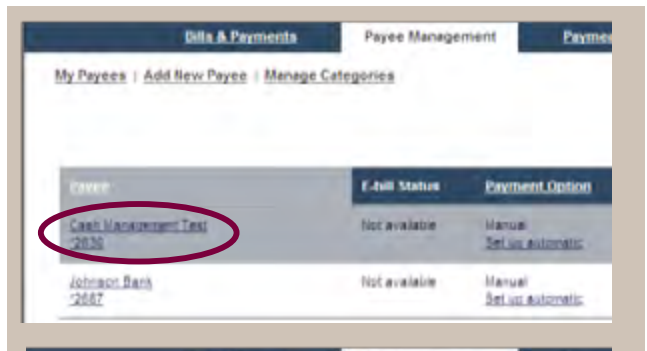 Bills & Payments Payee Management
My Payees | Add New Payee | Manage Categories
Payee E-bill Status Payment Option
Cash Management Test Not available Manual
Set up automatic
Johnson Bank Not available Manual
*2667 Set up automatic